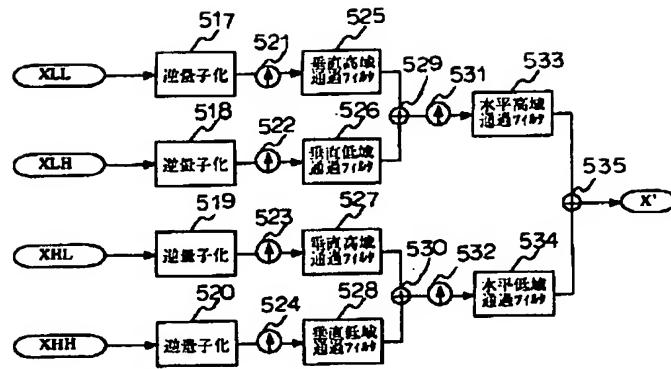 517
521
525
XLL
逆量子化
垂直高域
通過フィルタ
529
531
533
水平高域
通過フィルタ
518
522
526
XLH
逆量子化
垂直低域
通過フィルタ
535
X'
519
523
527
XHL
逆量子化
垂直高域
通過フィルタ
530
532
534
水平低域
通過フィルタ
520
524
528
XHH
逆量子化
垂直低域
通過フィルタ